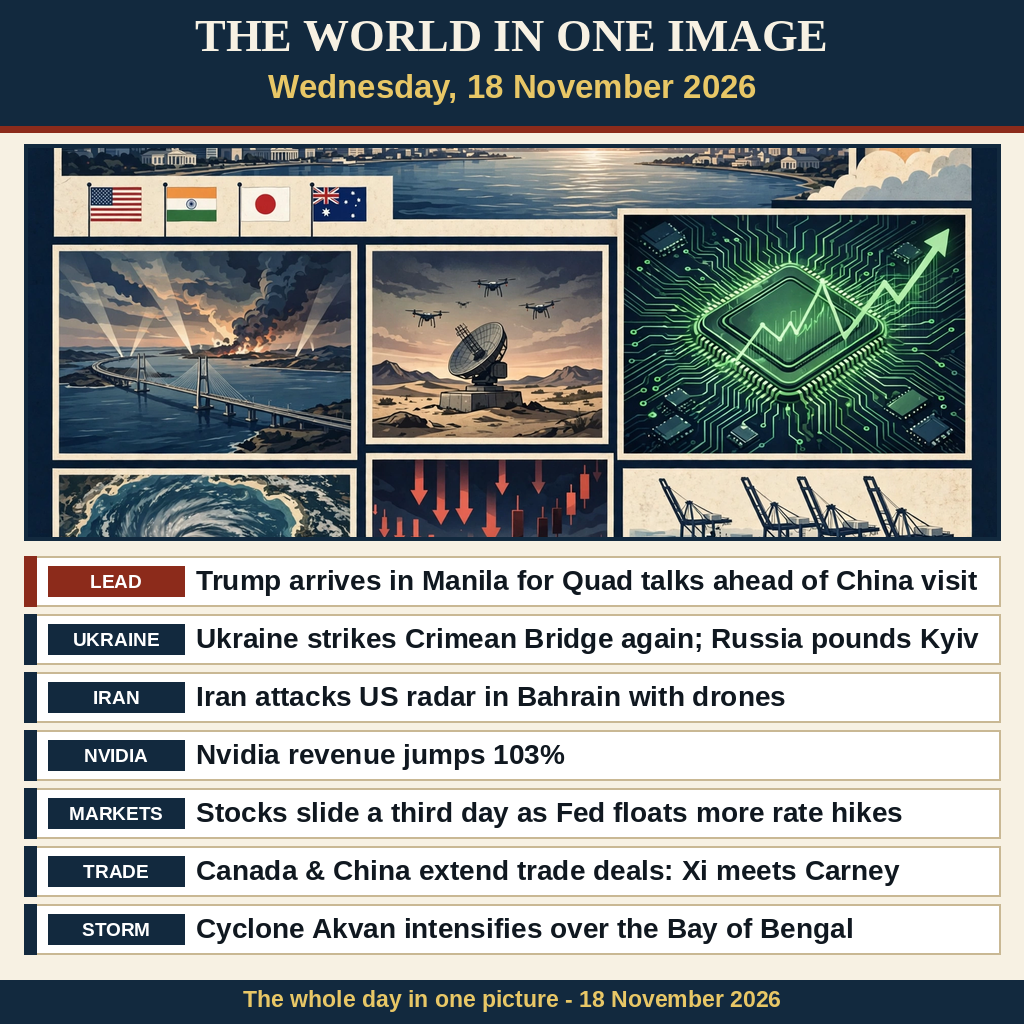 THE WORLD IN ONE IMAGE
Wednesday, 18 November 2026
LEAD
Trump arrives in Manila for Quad talks ahead of China visit
UKRAINE
Ukraine strikes Crimean Bridge again; Russia pounds Kyiv
IRAN
Iran attacks US radar in Bahrain with drones
NVIDIA
Nvidia revenue jumps 103%
MARKETS
Stocks slide a third day as Fed floats more rate hikes
TRADE
Canada & China extend trade deals: Xi meets Carney
STORM
Cyclone Akvan intensifies over the Bay of Bengal
The whole day in one picture - 18 November 2026